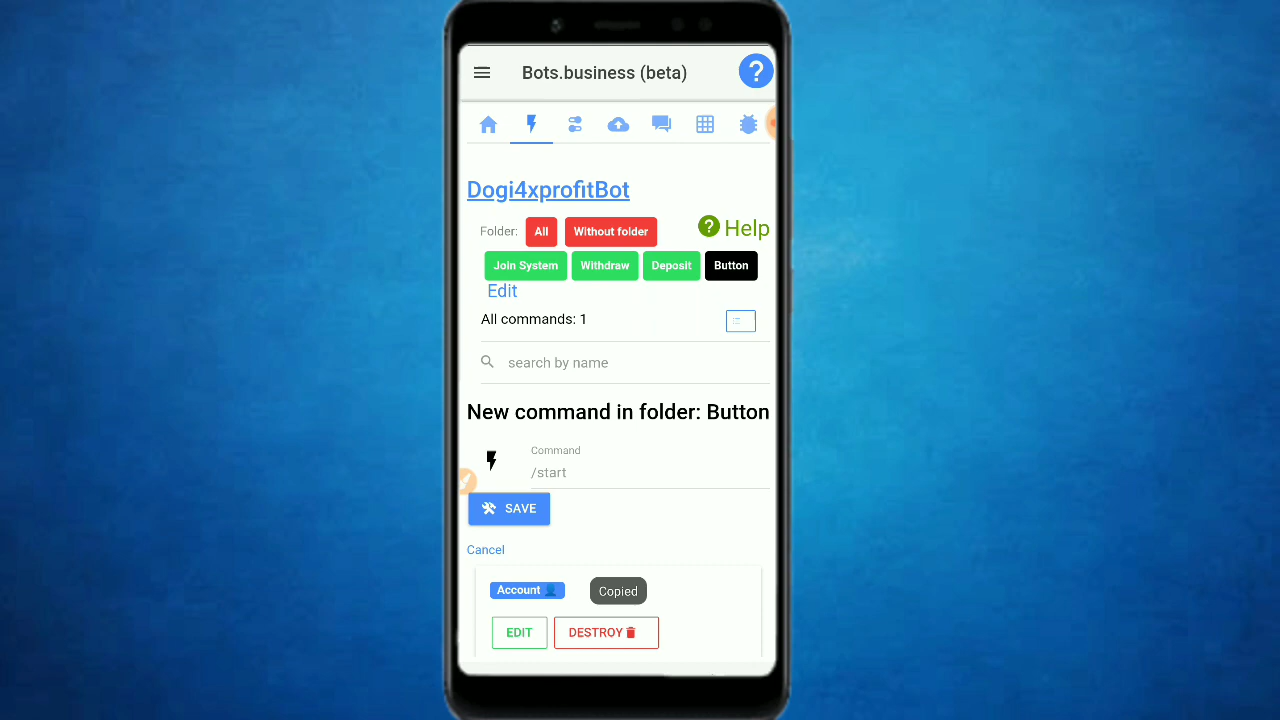 Bots.business (beta)
?
Dogi4xprofitBot
Folder: All Without folder ? Help
Join System Withdraw Deposit Button
Edit
All commands: 1
search by name
New command in folder: Button
Command
/start
SAVE
Cancel
Account 👤 Copied
EDIT DESTROY